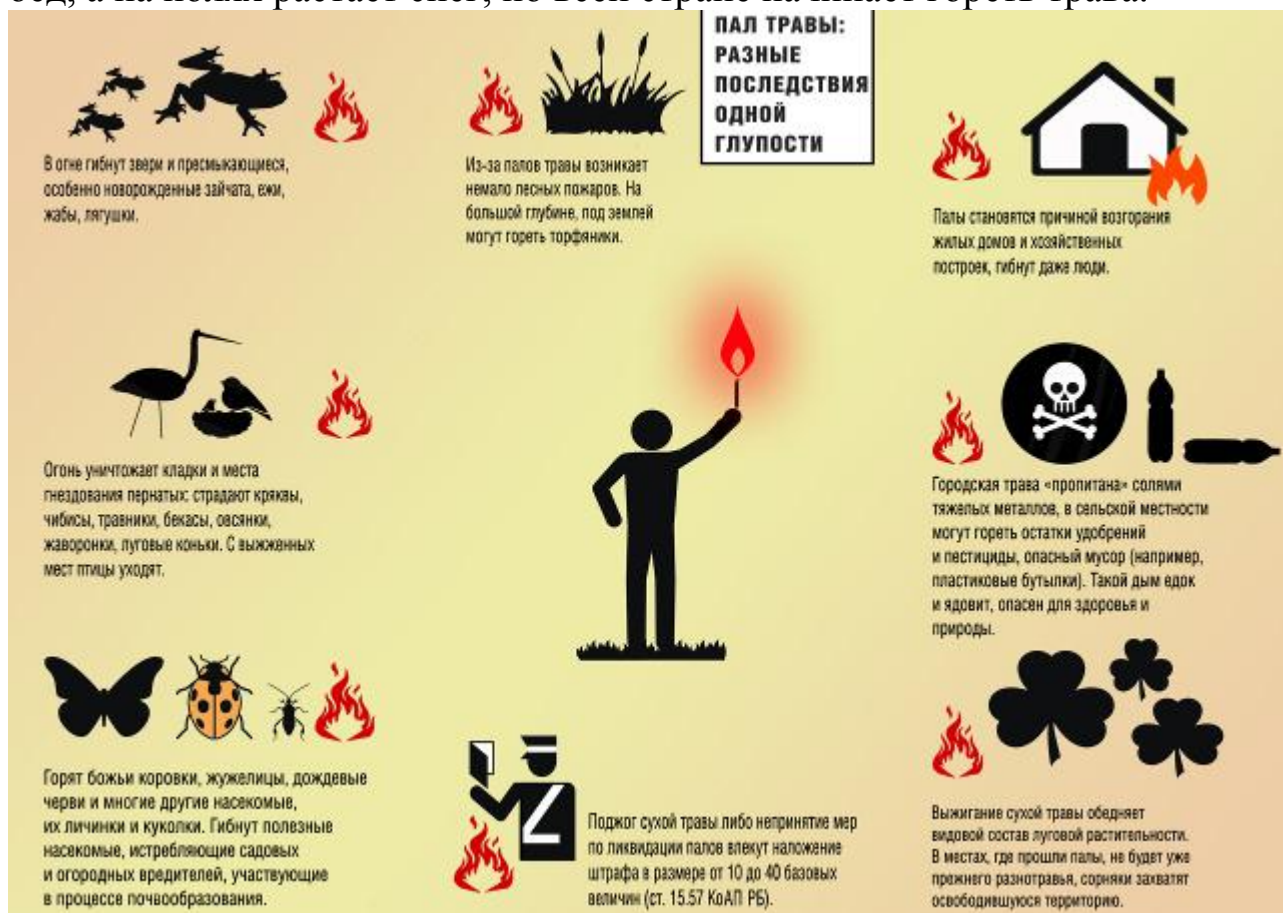 ПАЛ ТРАВЫ:
РАЗНЫЕ
ПОСЛЕДСТВИЯ
ОДНОЙ
ГЛУПОСТИ
В огне гибнут звери и пресмыкающиеся,
особенно новорожденные зайчата, ежи,
жабы, лягушки.
Из-за палов травы возникает
немало лесных пожаров. На
большой глубине, под землей
могут гореть торфяники.
Палы становятся причиной возгорания
жилых домов и хозяйственных
построек, гибнут даже люди.
Огонь уничтожает кладки и места
гнездования пернатых: страдают кряквы,
чибисы, травники, бекасы, овсянки,
жаворонки, луговые коньки. С выжженных
мест птицы уходят.
Городская трава «пропитана» солями
тяжелых металлов, в сельской местности
могут гореть остатки удобрений
и пестициды, опасный мусор (например,
пластиковые бутылки). Такой дым едок
и ядовит, опасен для здоровья и
природы.
Горят божьи коровки, жужелицы, дождевые
черви и многие другие насекомые,
их личинки и куколки. Гибнут полезные
насекомые, истребляющие садовых
и огородных вредителей, участвующие
в процессе почвообразования.
Поджог сухой травы либо непринятие мер
по ликвидации палов влекут наложение
штрафа в размере от 10 до 40 базовых
величин (ст. 15.57 КоАП РБ).
Выжигание сухой травы обедняет
видовой состав луговой растительности.
В местах, где прошли палы, не будет уже
прежнего разнотравья, сорняки захватят
освободившуюся территорию.